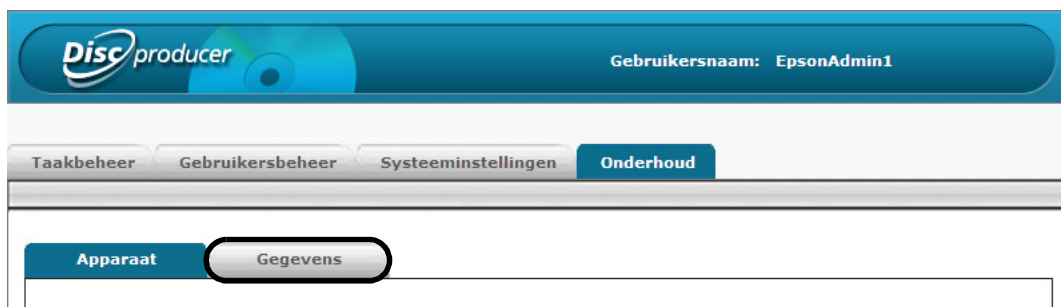 Disc producer
Gebruikersnaam: EpsonAdmin1
Taakbeheer Gebruikersbeheer Systeeminstellingen Onderhoud
Apparaat Gegevens